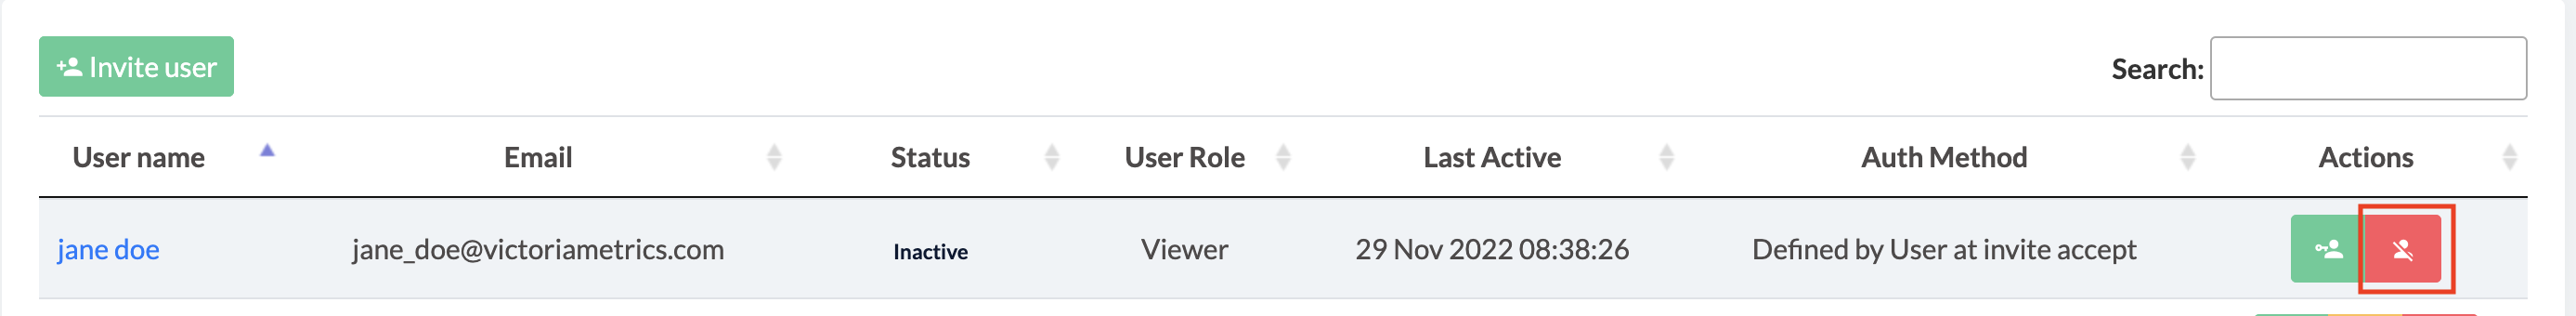 Invite user
Search:
User name Email Status User Role Last Active Auth Method Actions
jane doe jane_doe@victoriametrics.com Inactive Viewer 29 Nov 2022 08:38:26 Defined by User at invite accept